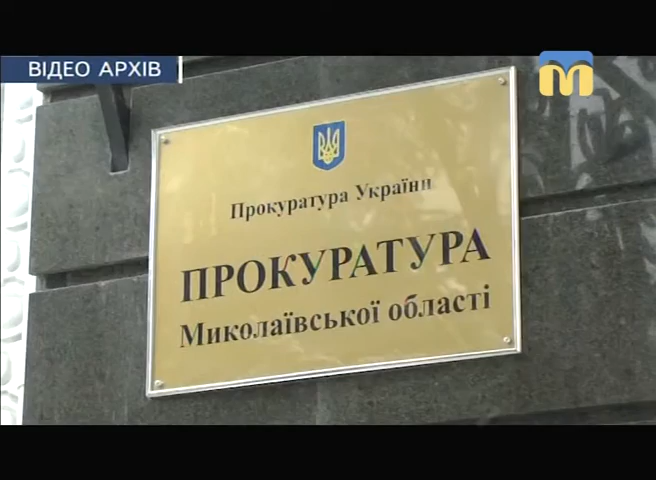 ВІДЕО АРХІВ
М
Прокуратура України
ПРОКУРАТУРА
Миколаївської області